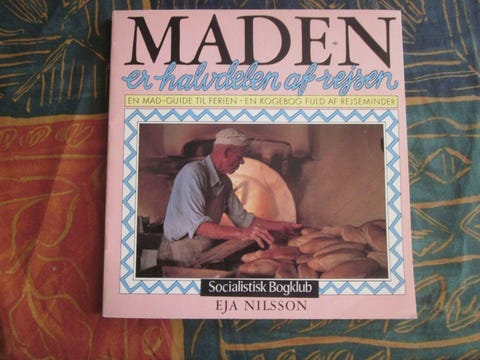 MADEN
er halvdelen af rejsen
EN MAD-GUIDE TIL FERIEN - EN KOGEBOG FULD AF REJSEMINDER
Socialistisk Bogklub
EJA NILSSON